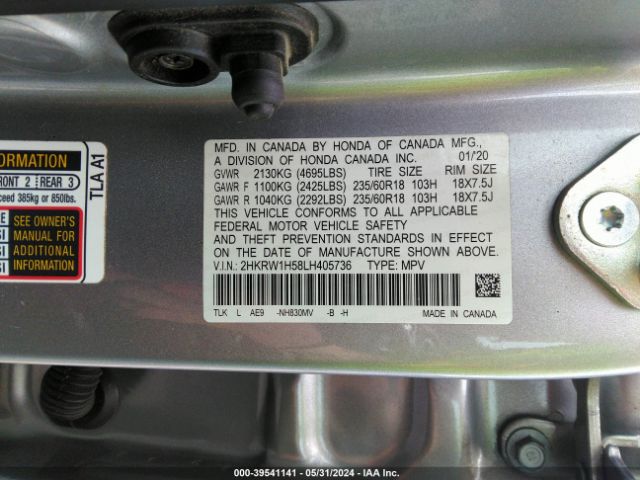 ORMATION
RONT 2 REAR 3
ceed 385kg or 850lbs.
SEE OWNER'S
MANUAL FOR
ADDITIONAL
INFORMATION
TLA A1
MFD. IN CANADA BY HONDA OF CANADA MFG.,
A DIVISION OF HONDA CANADA INC. 01/20
GVWR 2130KG (4695LBS) TIRE SIZE RIM SIZE
GAWR F 1100KG (2425LBS) 235/60R18 103H 18X7.5J
GAWR R 1040KG (2292LBS) 235/60R18 103H 18X7.5J
THIS VEHICLE CONFORMS TO ALL APPLICABLE
FEDERAL MOTOR VEHICLE SAFETY
AND THEFT PREVENTION STANDARDS IN EFFECT
ON THE DATE OF MANUFACTURE SHOWN ABOVE.
V.I.N.: 2HKRW1H58LH405736 TYPE: MPV
TLK L AE9 -NH830MV -B -H MADE IN CANADA
000-39541141 - 05/31/2024 - IAA Inc.